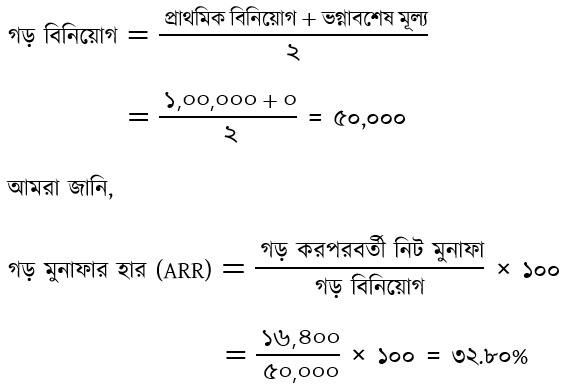 গড় বিনিয়োগ = প্রাথমিক বিনিয়োগ + ভগ্নাবশেষ মূল্য / ২
= ১,০০,০০০ + ০ / ২ = ৫০,০০০
আমরা জানি,
গড় মুনাফার হার (ARR) = গড় করপরবর্তী নিট মুনাফা / গড় বিনিয়োগ × ১০০
= ১৬,৪০০ / ৫০,০০০ × ১০০ = ৩২.৮০%